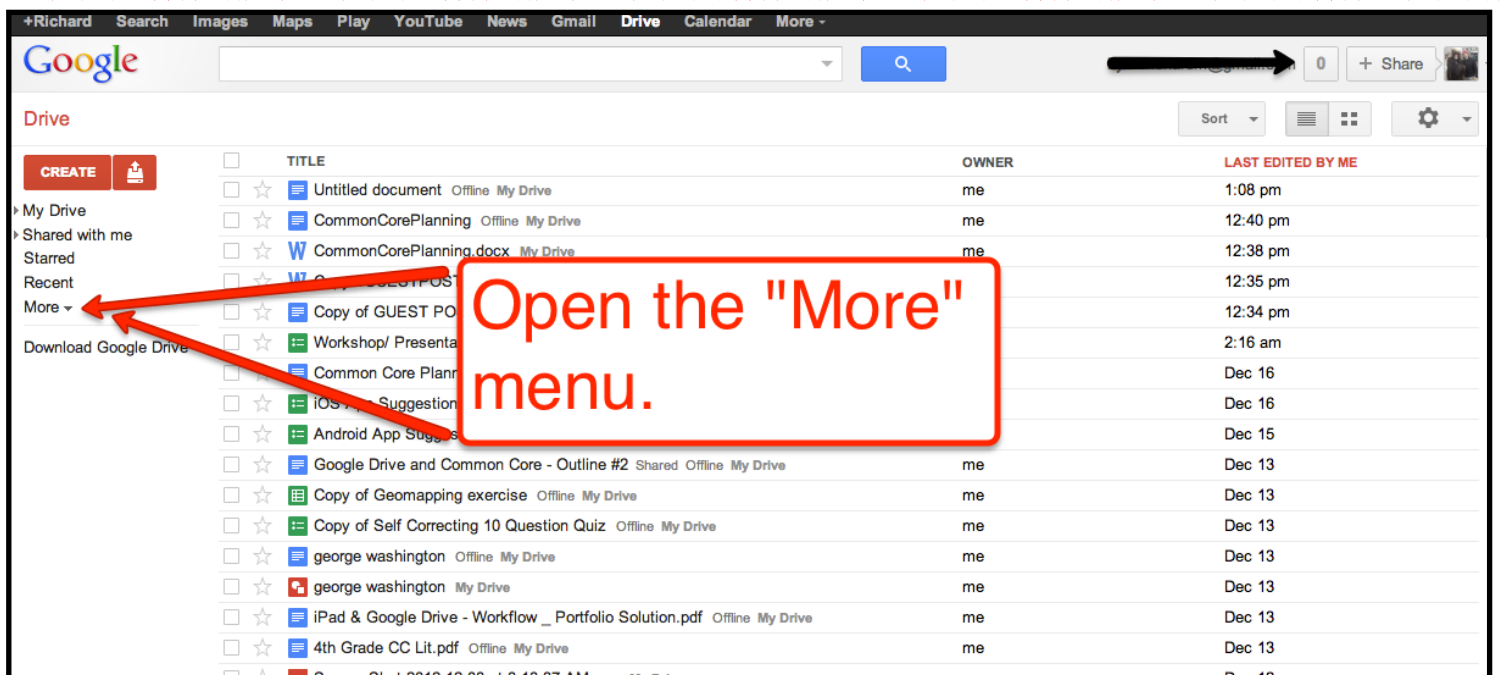 +Richard Search Images Maps Play YouTube News Gmail Drive Calendar More
Google
0 + Share
Drive
Sort
CREATE
My Drive
Shared with me
Starred
Recent
More
Download Google Drive
TITLE OWNER LAST EDITED BY ME
Untitled document Offline My Drive me 1:08 pm
CommonCorePlanning Offline My Drive me 12:40 pm
CommonCorePlanning.docx My Drive me 12:38 pm
12:35 pm
Copy of GUEST PO 12:34 pm
Workshop/ Presenta 2:16 am
Common Core Plann Dec 16
iOS App Suggestion Dec 16
Android App Sugges Dec 15
Open the "More"
menu.
Google Drive and Common Core - Outline #2 Shared Offline My Drive me Dec 13
Copy of Geomapping exercise Offline My Drive me Dec 13
Copy of Self Correcting 10 Question Quiz Offline My Drive me Dec 13
george washington Offline My Drive me Dec 13
george washington My Drive me Dec 13
iPad & Google Drive - Workflow _ Portfolio Solution.pdf Offline My Drive me Dec 13
4th Grade CC Lit.pdf Offline My Drive me Dec 13